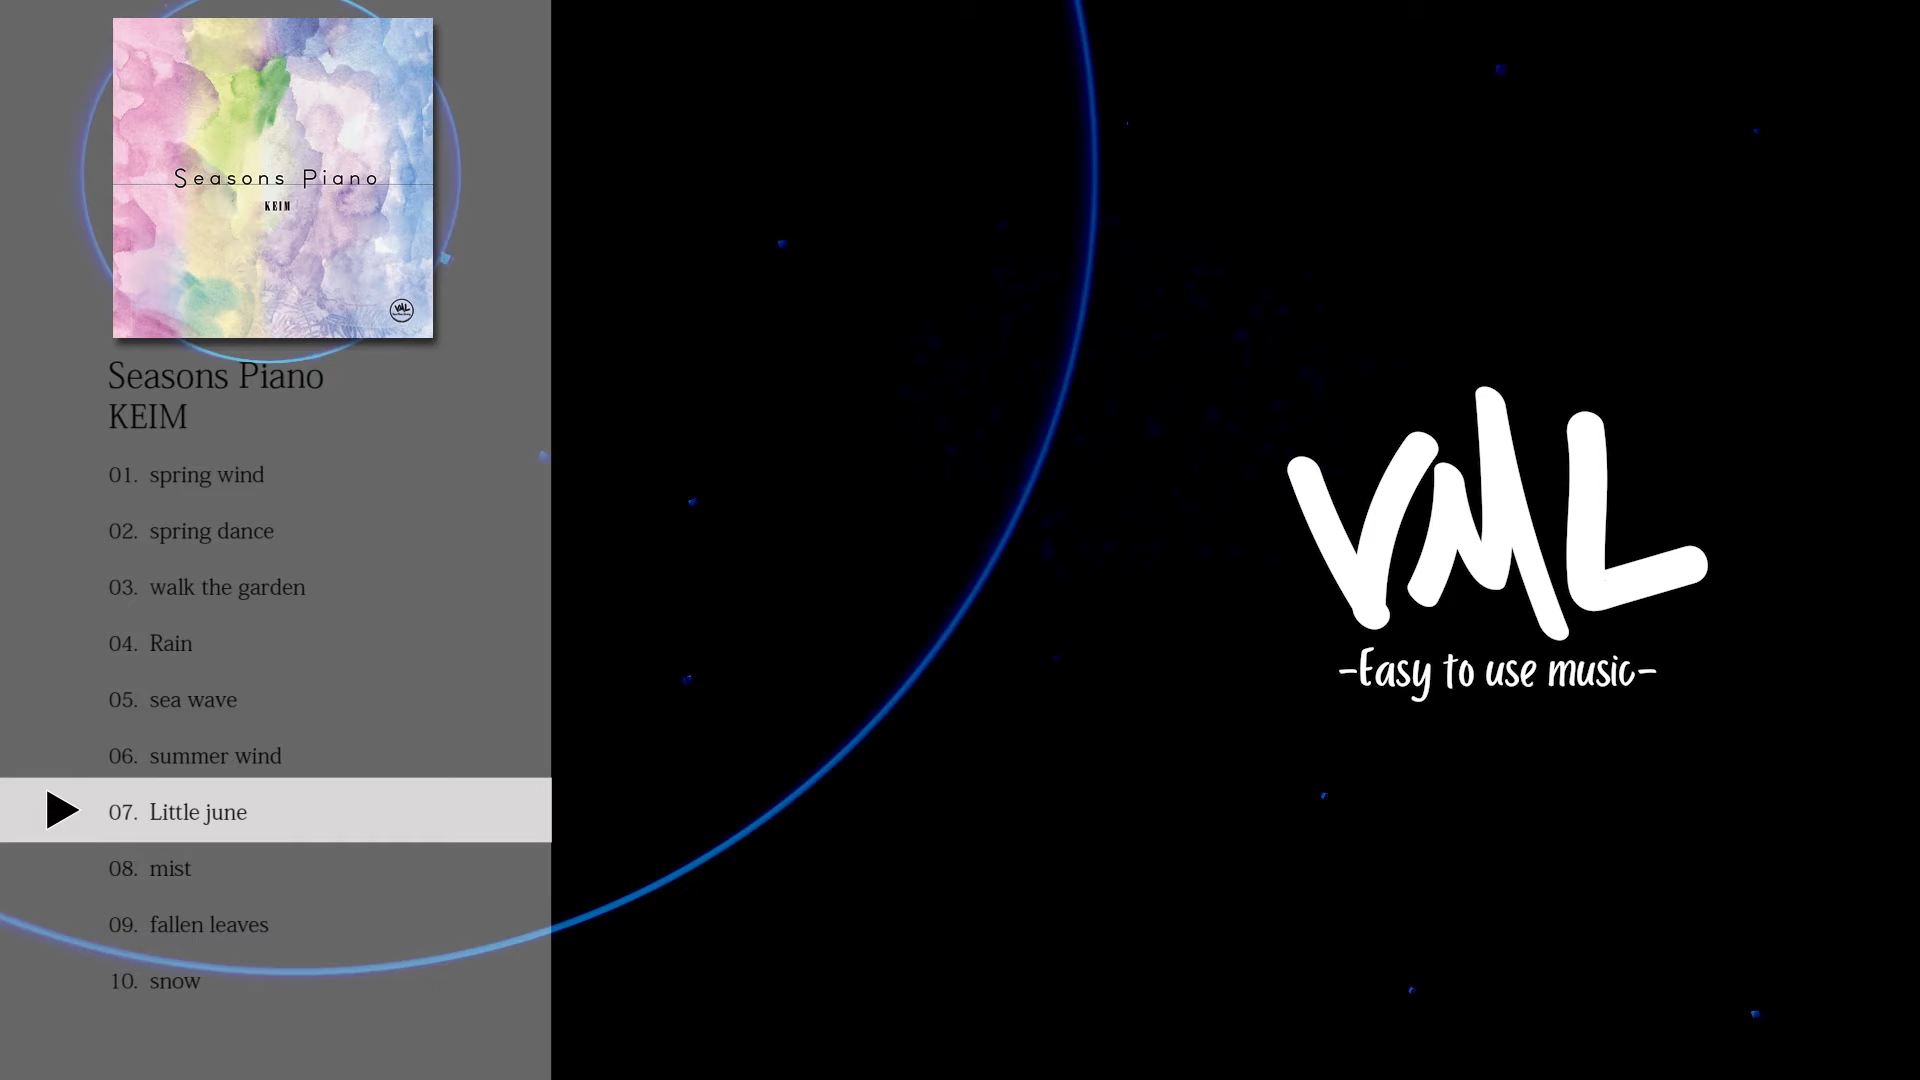 Seasons Piano
KEIM
VML
Seasons Piano
KEIM
01. spring wind
02. spring dance
03. walk the garden
04. Rain
05. sea wave
06. summer wind
07. Little june
08. mist
09. fallen leaves
10. snow
VML
-Easy to use music-